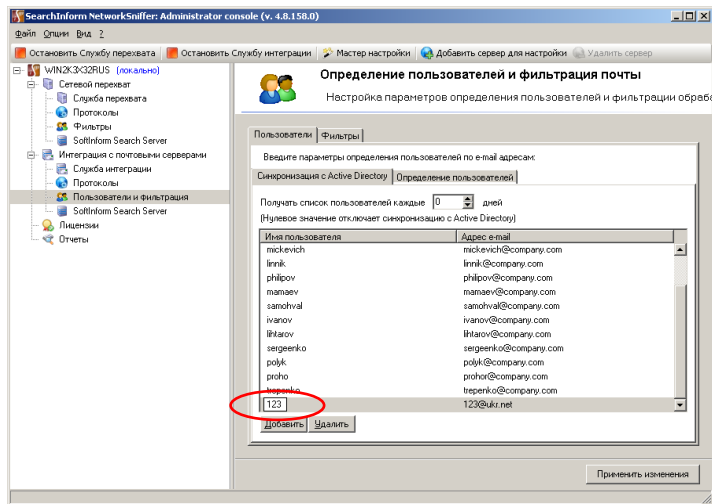 SearchInform NetworkSniffer: Administrator console (v. 4.8.158.0)
Файл Опции Вид ?
Остановить Службу перехвата Остановить Службу интеграции Мастер настройки Добавить сервер для настройки Удалить сервер
WIN2K3X32RUS (локально)
Сетевой перехват
Служба перехвата
Протоколы
Фильтры
SoftInform Search Server
Интеграция с почтовыми серверами
Служба интеграции
Протоколы
Пользователи и фильтрация
SoftInform Search Server
Лицензии
Отчеты
Определение пользователей и фильтрация почты
Настройка параметров определения пользователей и фильтрации обраба
Пользователи Фильтры
Введите параметры определения пользователей по e-mail адресам:
Синхронизация с Active Directory Определение пользователей
Получать список пользователей каждые 0 дней
(Нулевое значение отключает синхронизацию с Active Directory)
Имя пользователя Адрес e-mail
mickevich mickevich@company.com
linnik linnik@company.com
philipov philipov@company.com
mamaev mamaev@company.com
samohval samohval@company.com
ivanov ivanov@company.com
lihtarov lihtarov@company.com
sergeenko sergeenko@company.com
polyk polyk@company.com
proho prohor@company.com
trepenko trepenko@company.com
123 123@ukr.net
Добавить Удалить
Применить изменения